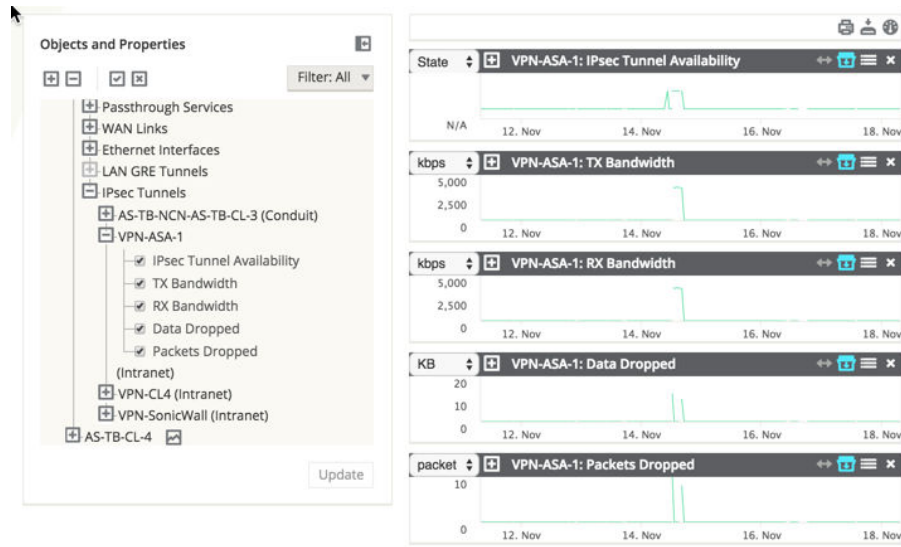 Objects and Properties
Filter: All
Passthrough Services
WAN Links
Ethernet Interfaces
LAN GRE Tunnels
IPsec Tunnels
AS-TB-NCN-AS-TB-CL-3 (Conduit)
VPN-ASA-1
IPsec Tunnel Availability
TX Bandwidth
RX Bandwidth
Data Dropped
Packets Dropped
(Intranet)
VPN-CL4 (Intranet)
VPN-SonicWall (Intranet)
AS-TB-CL-4
Update
State VPN-ASA-1: IPsec Tunnel Availability
N/A
12. Nov 14. Nov 16. Nov 18. Nov
kbps VPN-ASA-1: TX Bandwidth
5,000
2,500
0
12. Nov 14. Nov 16. Nov 18. Nov
kbps VPN-ASA-1: RX Bandwidth
5,000
2,500
0
12. Nov 14. Nov 16. Nov 18. Nov
KB VPN-ASA-1: Data Dropped
20
10
0
12. Nov 14. Nov 16. Nov 18. Nov
packet VPN-ASA-1: Packets Dropped
10
0
12. Nov 14. Nov 16. Nov 18. Nov